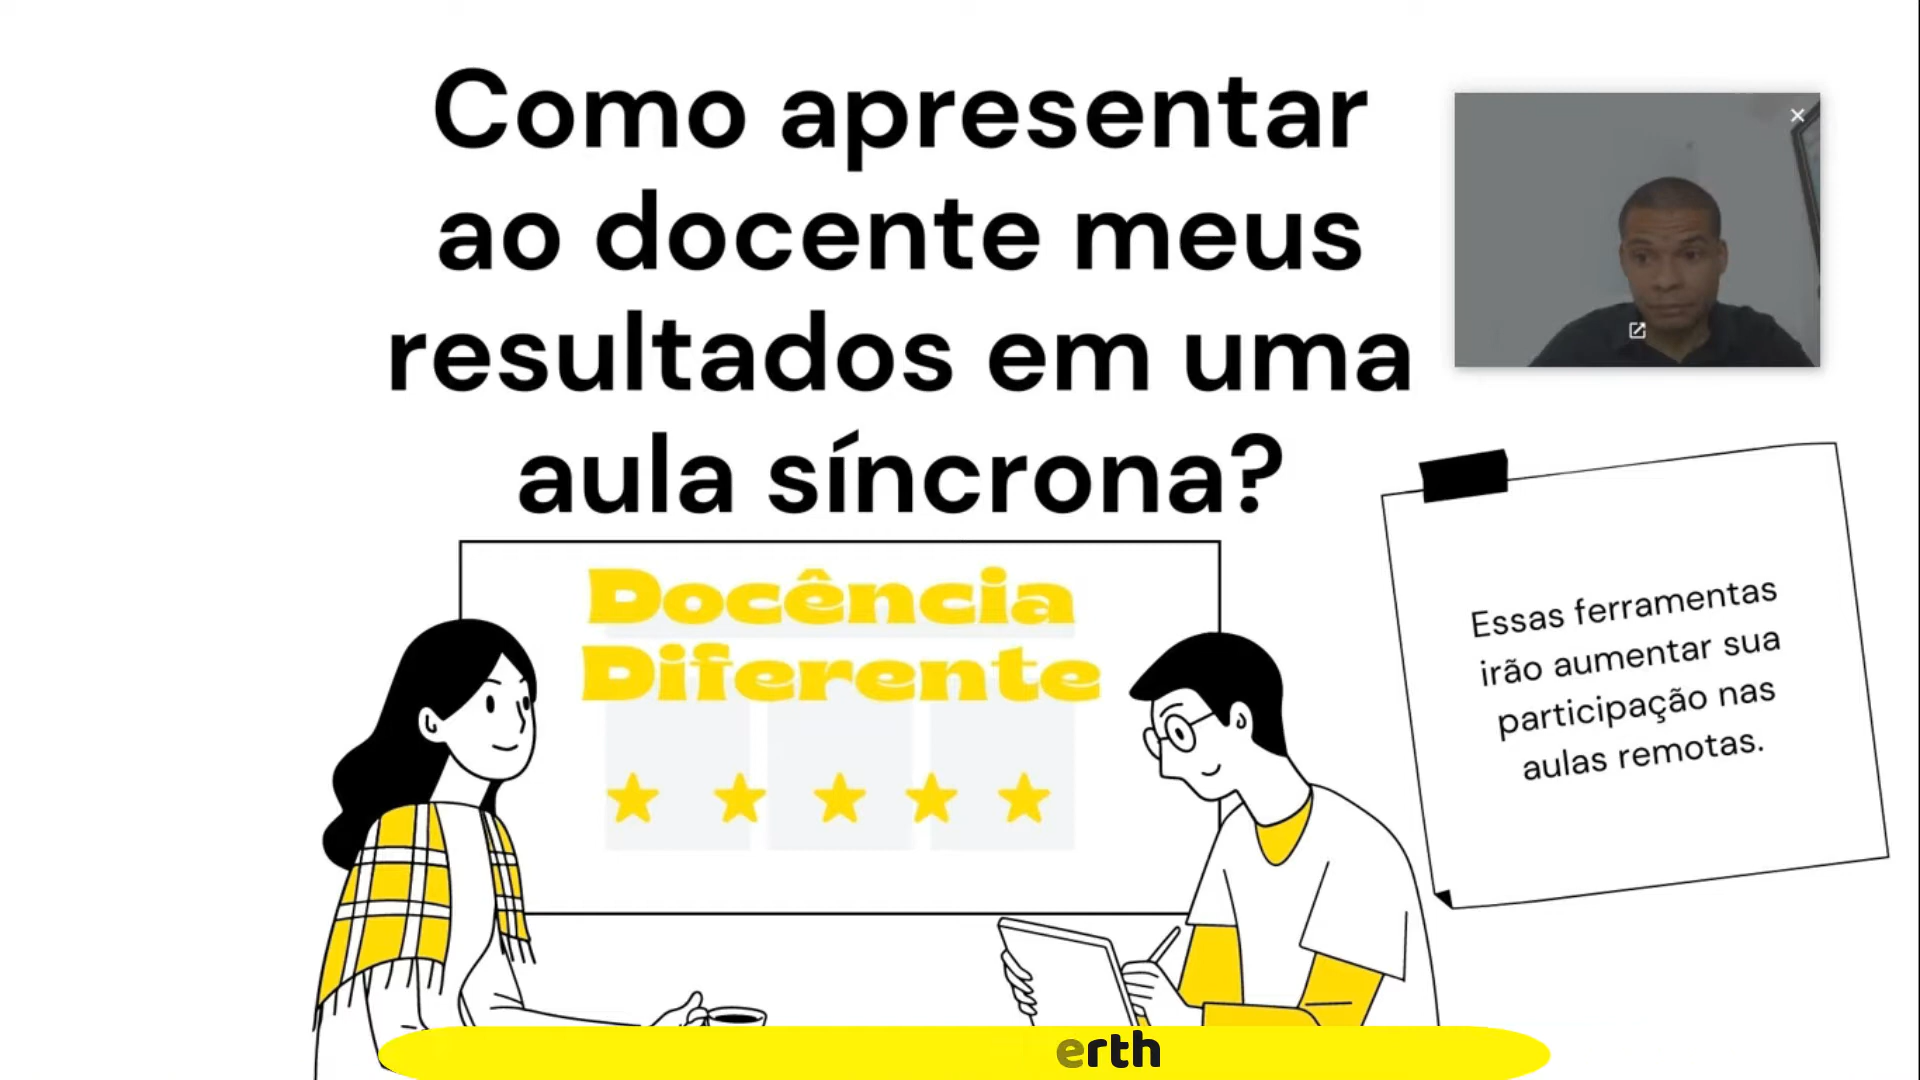 Como apresentar
ao docente meus
resultados em uma
aula síncrona?
Docência
Diferente
Essas ferramentas
irão aumentar sua
participação nas
aulas remotas.
erth